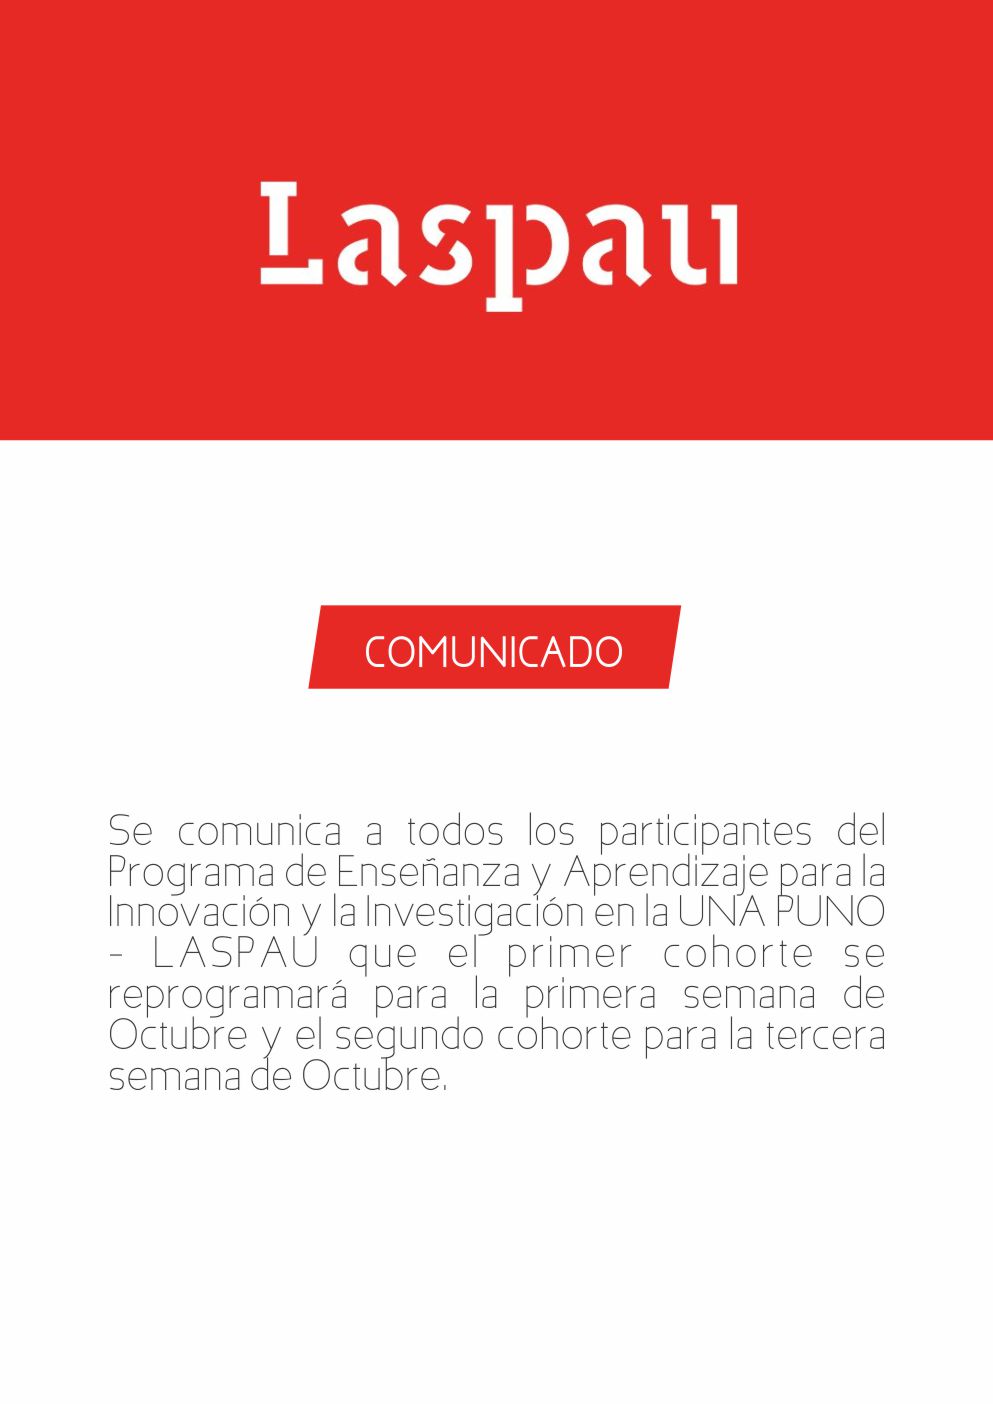 Laspau
COMUNICADO
Se comunica a todos los participantes del
Programa de Enseñanza y Aprendizaje para la
Innovación y la Investigación en la UNA PUNO
- LASPAU que el primer cohorte se
reprogramará para la primera semana de
Octubre y el segundo cohorte para la tercera
semana de Octubre.